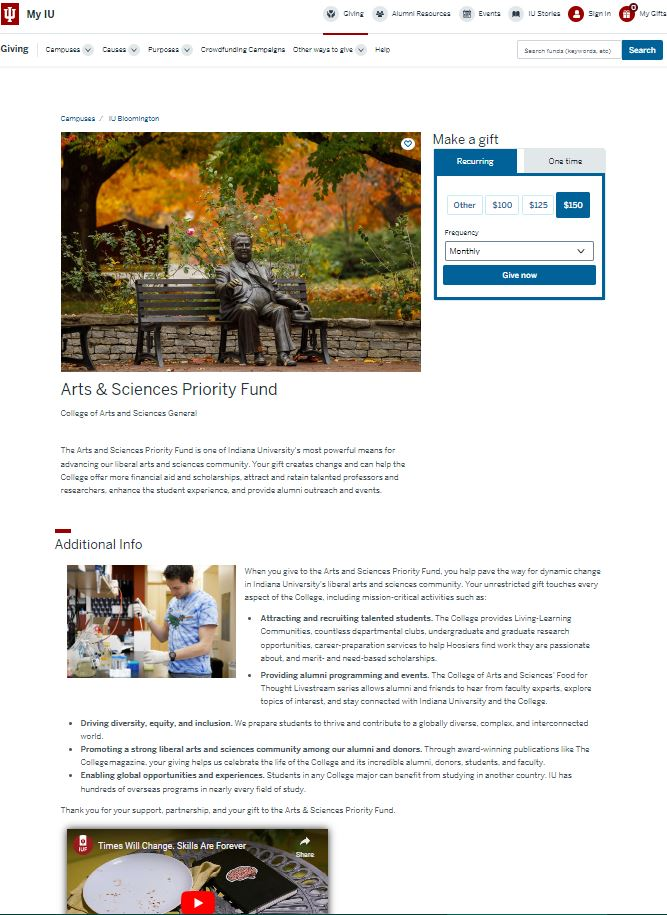 My IU
Giving
Alumni Resources
Events
IU Stories
Sign In
0
My Gifts
Giving
Campuses
Causes
Purposes
Crowdfunding Campaigns
Other ways to give
Help
Search funds (keywords, etc)
Search
Campuses / IU Bloomington
Make a gift
Recurring
One time
Other
$100
$125
$150
Frequency
Monthly
Give now
Arts & Sciences Priority Fund
College of Arts and Sciences General
The Arts and Sciences Priority Fund is one of Indiana University's most powerful means for
advancing our liberal arts and sciences community. Your gift creates change and can help the
College offer more financial aid and scholarships, attract and retain talented professors and
researchers, enhance the student experience, and provide alumni outreach and events.
Additional Info
When you give to the Arts and Sciences Priority Fund, you help pave the way for dynamic change
in Indiana University's liberal arts and sciences community. Your unrestricted gift touches every
aspect of the College, including mission-critical activities such as:
• Attracting and recruiting talented students. The College provides Living-Learning
Communities, countless departmental clubs, undergraduate and graduate research
opportunities, career-preparation services to help Hoosiers find work they are passionate
about, and merit- and need-based scholarships.
• Providing alumni programming and events. The College of Arts and Sciences' Food for
Thought Livestream series allows alumni and friends to hear from faculty experts, explore
topics of interest, and stay connected with Indiana University and the College.
• Driving diversity, equity, and inclusion. We prepare students to thrive and contribute to a globally diverse, complex, and interconnected
world.
• Promoting a strong liberal arts and sciences community among our alumni and donors. Through award-winning publications like The
College magazine, your giving helps us celebrate the life of the College and its incredible alumni, donors, students, and faculty.
• Enabling global opportunities and experiences. Students in any College major can benefit from studying in another country. IU has
hundreds of overseas programs in nearly every field of study.
Thank you for your support, partnership, and your gift to the Arts & Sciences Priority Fund.
IUF
Times Will Change. Skills Are Forever
Share